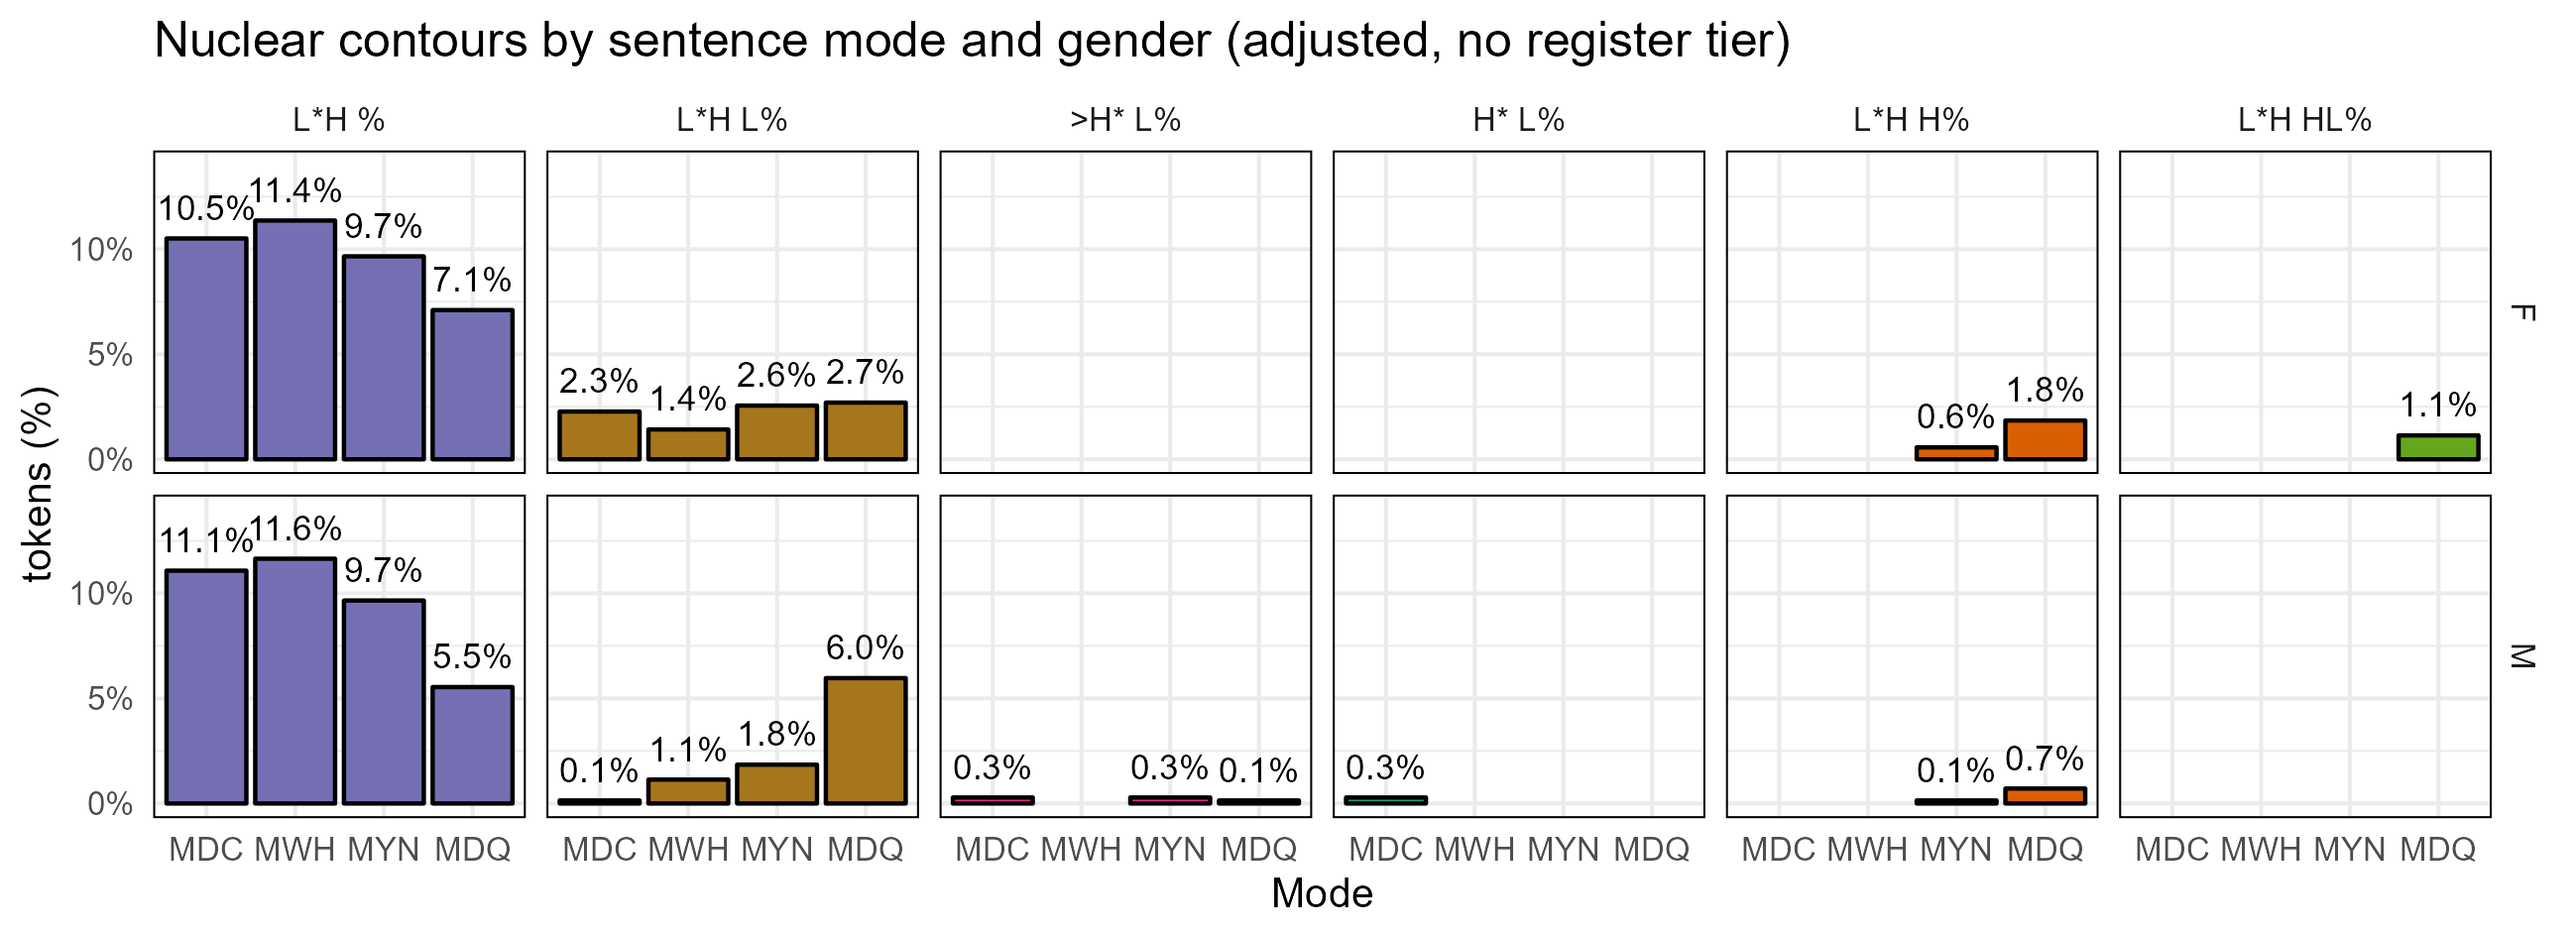 Nuclear contours by sentence mode and gender (adjusted, no register tier)
L*H % L*H L% >H* L% H* L% L*H H% L*H HL%
10.5% 11.4% 9.7% 7.1%
2.3% 1.4% 2.6% 2.7%
0.6% 1.8%
1.1%
10%
5%
0%
F
11.1% 11.6% 9.7% 5.5%
0.1% 1.1% 1.8% 6.0%
0.3% 0.3% 0.1%
0.3%
0.1% 0.7%
10%
5%
0%
M
tokens (%)
MDC MWH MYN MDQ MDC MWH MYN MDQ MDC MWH MYN MDQ MDC MWH MYN MDQ MDC MWH MYN MDQ MDC MWH MYN MDQ
Mode